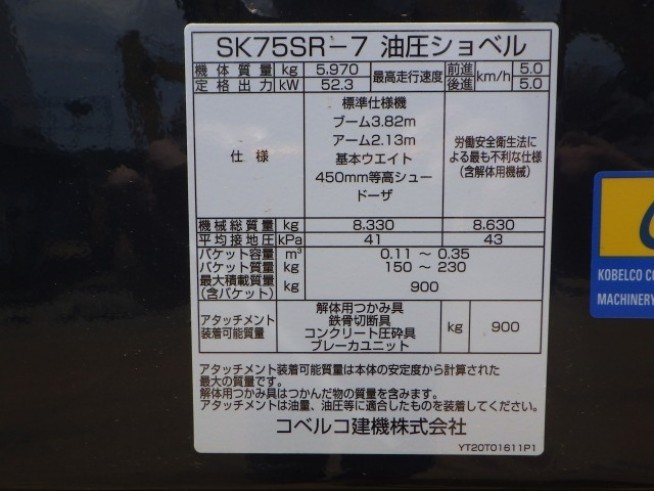 SK75SR-7 油圧ショベル
機体質量 kg 5,970 最高走行速度 前進 km/h 5.0
定格出力 kW 52.3 後進 5.0
仕様
標準仕様機
ブーム3.82m
アーム2.13m
基本ウエイト
450mm等高シュー
ドーザ
労働安全衛生法に
よる最も不利な仕様
(含解体用機械)
機械総質量 kg 8,330 8,630
平均接地圧 kPa 41 43
バケット容量 m³ 0.11 ~ 0.35
バケット質量 kg 150 ~ 230
最大積載質量
(含バケット) kg 900
アタッチメント
装着可能質量
解体用つかみ具
鉄骨切断具
コンクリート圧砕具
ブレーカユニット
kg 900
アタッチメント装着可能質量は本体の安定度から計算された
最大の質量です。
解体用つかみ具はつかんだ物の質量を含みます。
アタッチメントは油量、油圧等に適合したものを装着してください。
コベルコ建機株式会社
YT20T01611P1
KOBELCO CO
MACHINERY